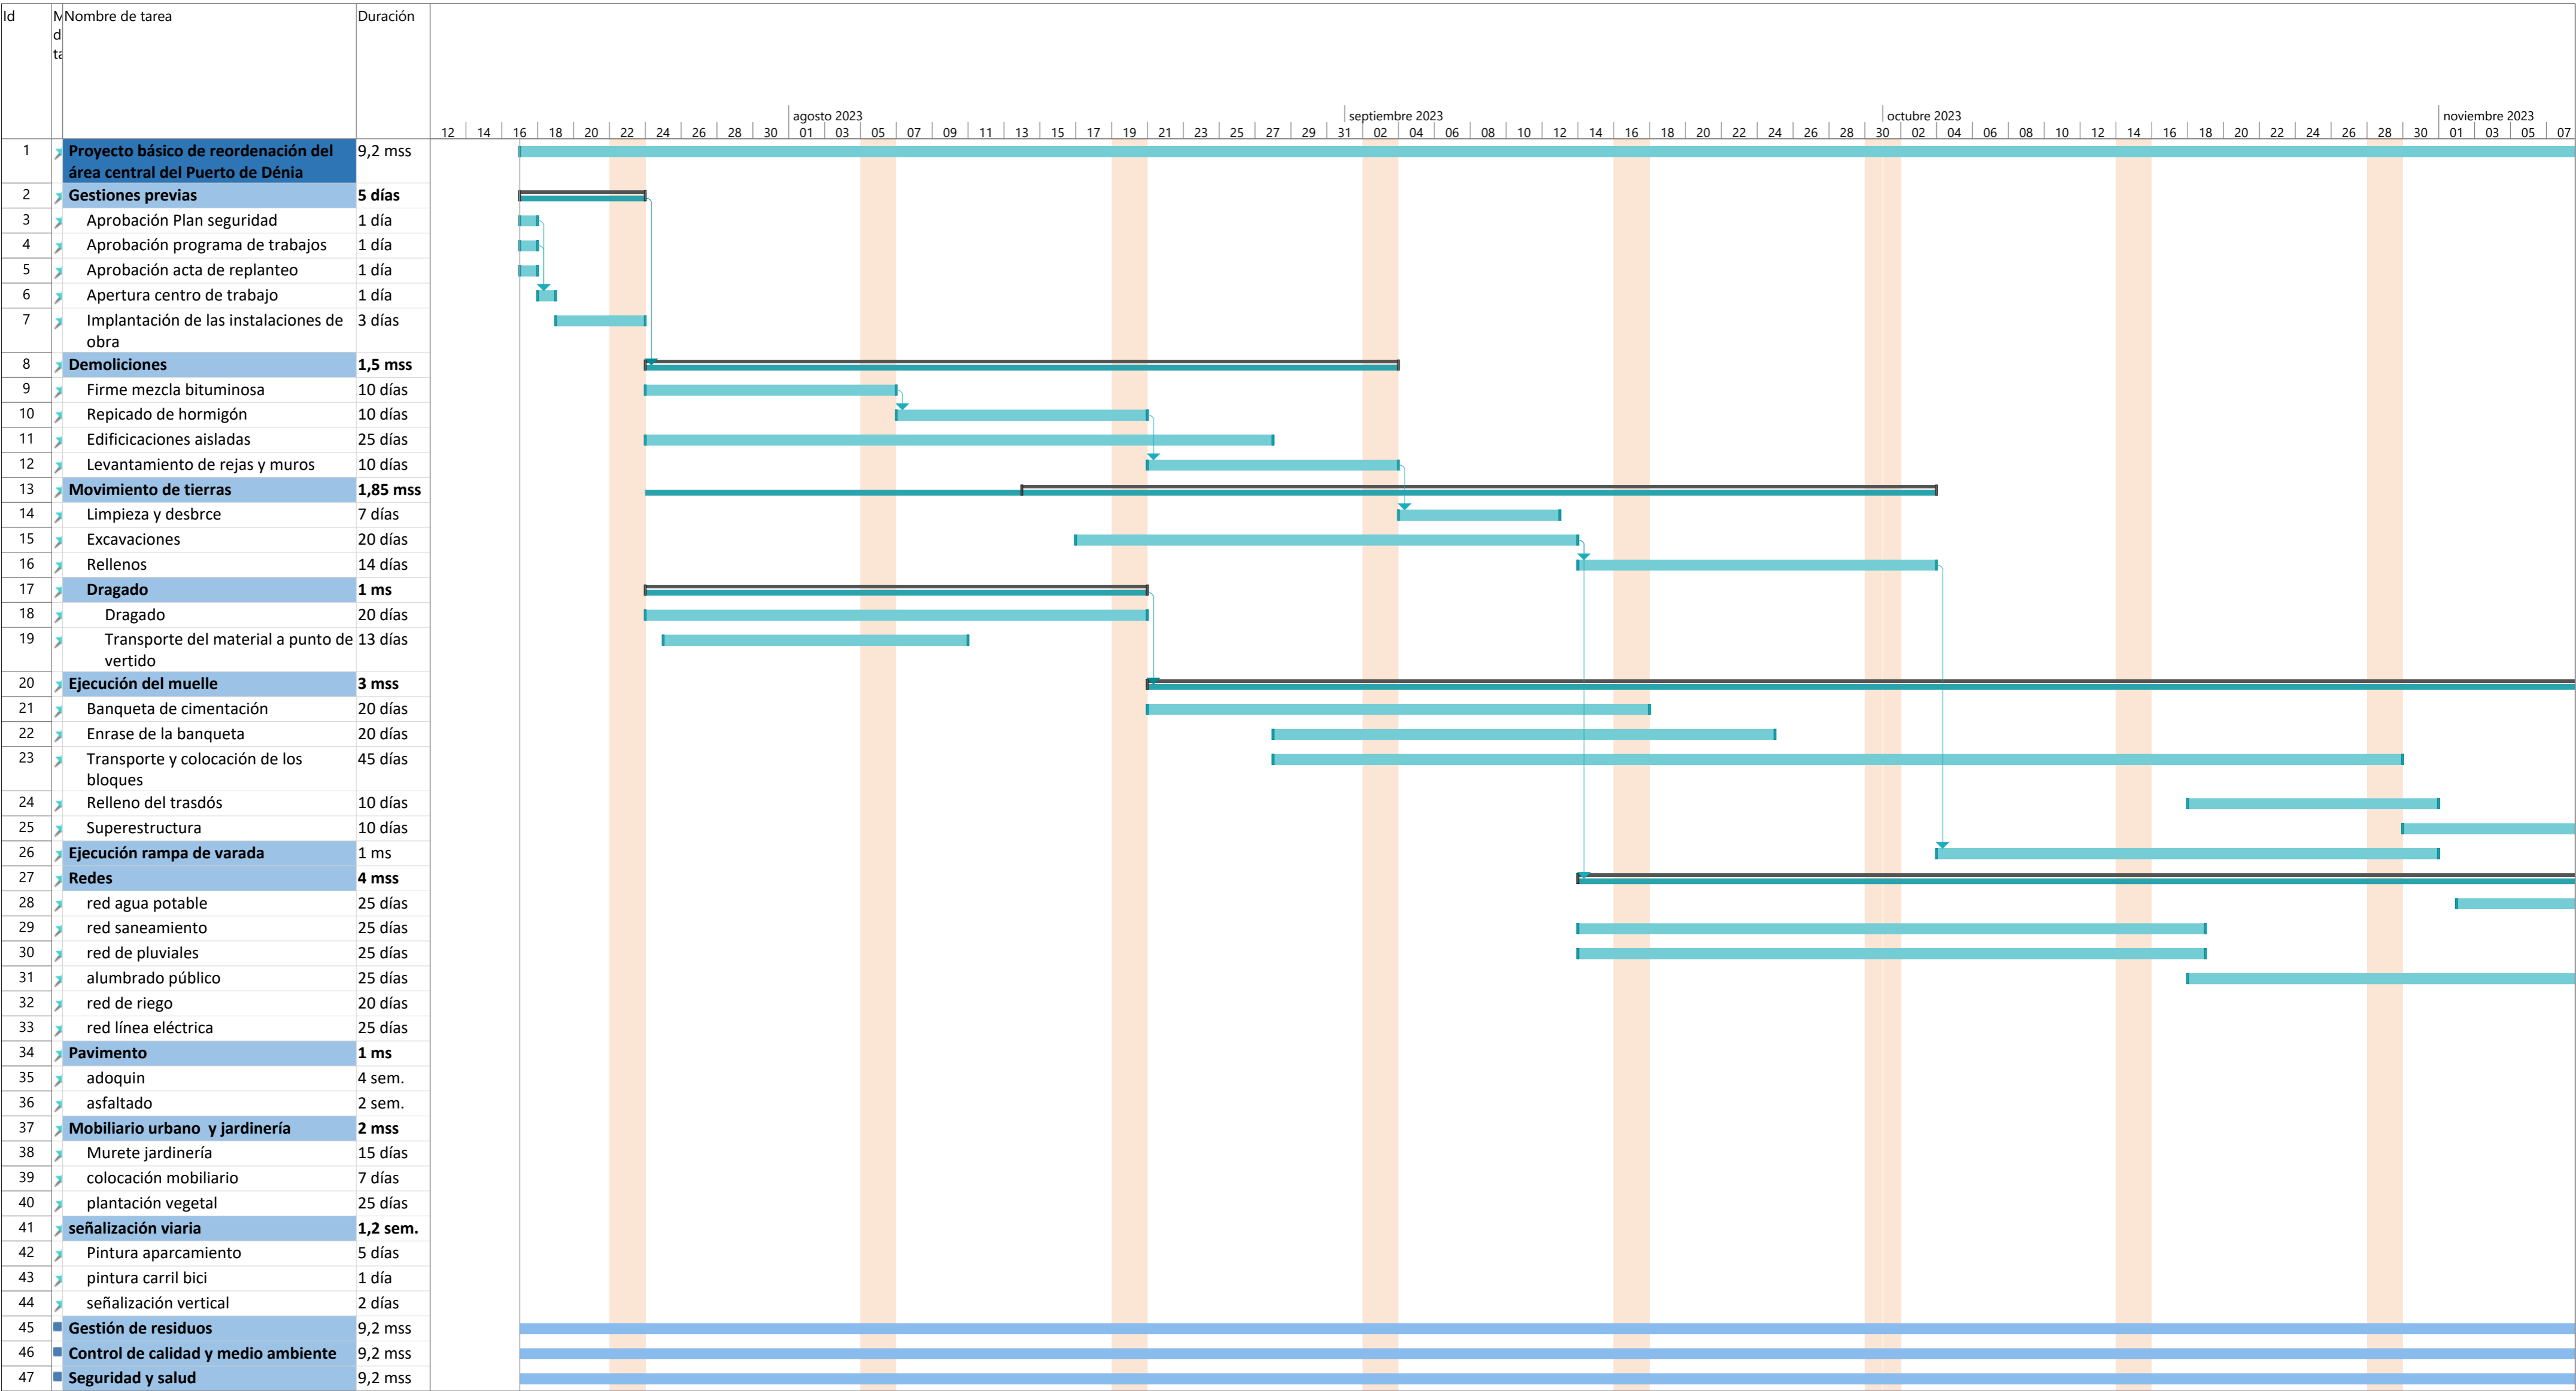 Id
M
d
ta
Nombre de tarea
Duración
agosto 2023 septiembre 2023 octubre 2023 noviembre 2023
12 14 16 18 20 22 24 26 28 30 01 03 05 07 09 11 13 15 17 19 21 23 25 27 29 31 02 04 06 08 10 12 14 16 18 20 22 24 26 28 30 02 04 06 08 10 12 14 16 18 20 22 24 26 28 30 01 03 05 07
1 Proyecto básico de reordenación del 9,2 mss
área central del Puerto de Dénia
2 Gestiones previas 5 días
3 Aprobación Plan seguridad 1 día
4 Aprobación programa de trabajos 1 día
5 Aprobación acta de replanteo 1 día
6 Apertura centro de trabajo 1 día
7 Implantación de las instalaciones de 3 días
obra
8 Demoliciones 1,5 mss
9 Firme mezcla bituminosa 10 días
10 Repicado de hormigón 10 días
11 Edificicaciones aisladas 25 días
12 Levantamiento de rejas y muros 10 días
13 Movimiento de tierras 1,85 mss
14 Limpieza y desbrce 7 días
15 Excavaciones 20 días
16 Rellenos 14 días
17 Dragado 1 ms
18 Dragado 20 días
19 Transporte del material a punto de 13 días
vertido
20 Ejecución del muelle 3 mss
21 Banqueta de cimentación 20 días
22 Enrase de la banqueta 20 días
23 Transporte y colocación de los 45 días
bloques
24 Relleno del trasdós 10 días
25 Superestructura 10 días
26 Ejecución rampa de varada 1 ms
27 Redes 4 mss
28 red agua potable 25 días
29 red saneamiento 25 días
30 red de pluviales 25 días
31 alumbrado público 25 días
32 red de riego 20 días
33 red línea eléctrica 25 días
34 Pavimento 1 ms
35 adoquin 4 sem.
36 asfaltado 2 sem.
37 Mobiliario urbano y jardinería 2 mss
38 Murete jardinería 15 días
39 colocación mobiliario 7 días
40 plantación vegetal 25 días
41 señalización viaria 1,2 sem.
42 Pintura aparcamiento 5 días
43 pintura carril bici 1 día
44 señalización vertical 2 días
45 Gestión de residuos 9,2 mss
46 Control de calidad y medio ambiente 9,2 mss
47 Seguridad y salud 9,2 mss